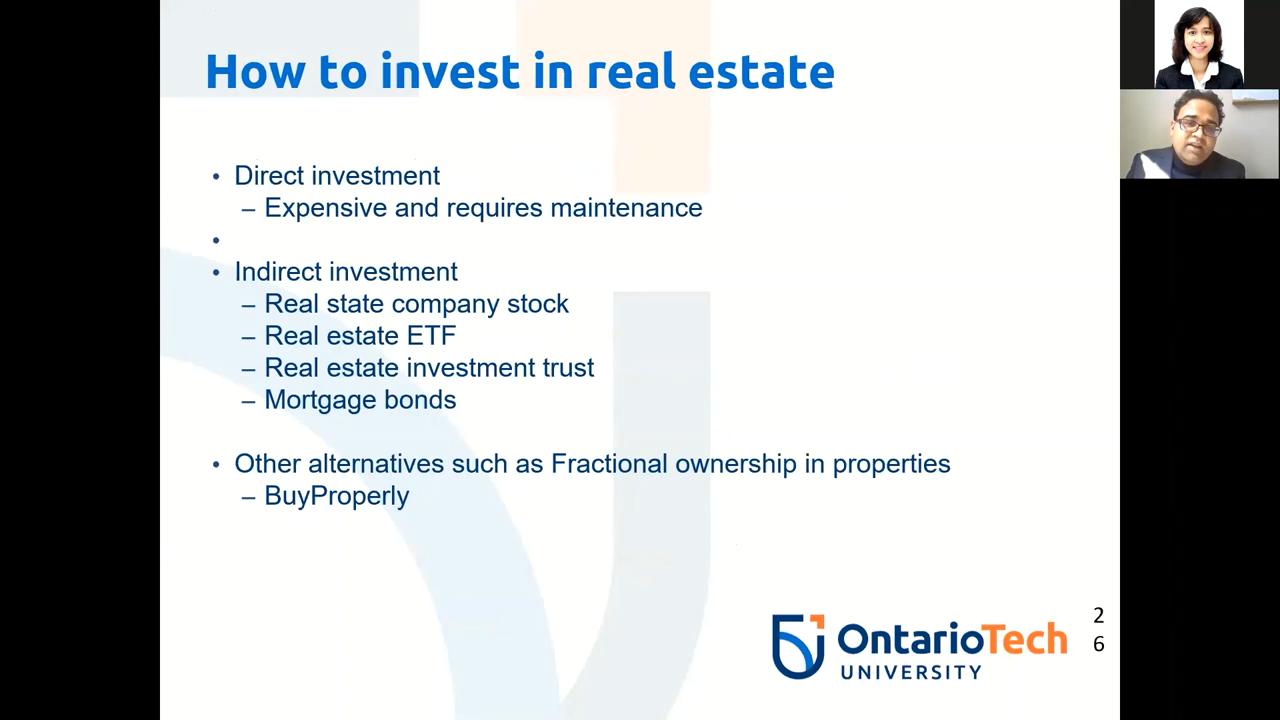 How to invest in real estate
• Direct investment
– Expensive and requires maintenance
•
• Indirect investment
– Real state company stock
– Real estate ETF
– Real estate investment trust
– Mortgage bonds
• Other alternatives such as Fractional ownership in properties
– BuyProperly
OntarioTech
UNIVERSITY
2
6